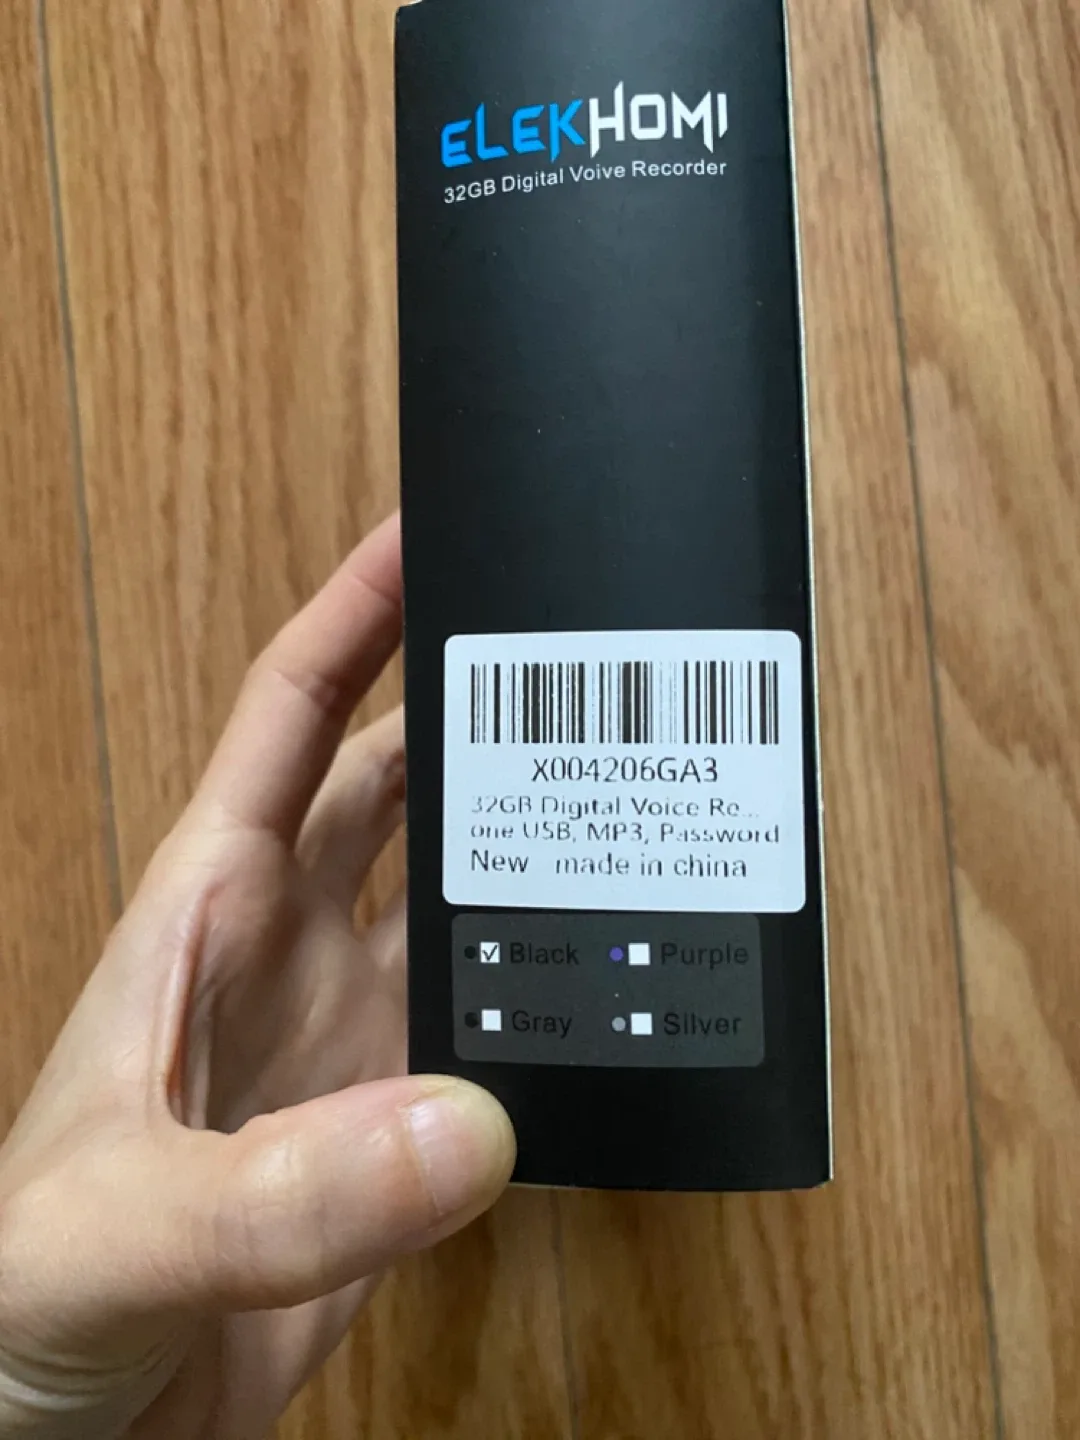 ELEKHOMI
32GB Digital Voive Recorder
X004206GA3
32GB Digital Voice Re...
one USB, MP3, Password
New made in china
Black Purple
Gray Silver